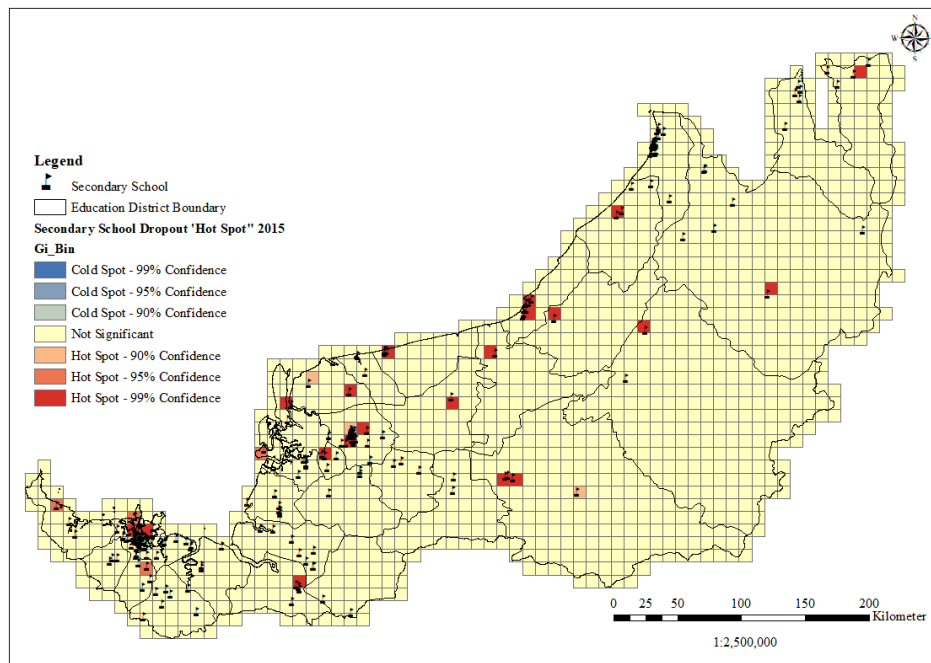 N
W
S
Legend
Secondary School
Education District Boundary
Secondary School Dropout 'Hot Spot" 2015
Gi_Bin
Cold Spot - 99% Confidence
Cold Spot - 95% Confidence
Cold Spot - 90% Confidence
Not Significant
Hot Spot - 90% Confidence
Hot Spot - 95% Confidence
Hot Spot - 99% Confidence
0 25 50 100 150 200
Kilometer
1:2,500,000